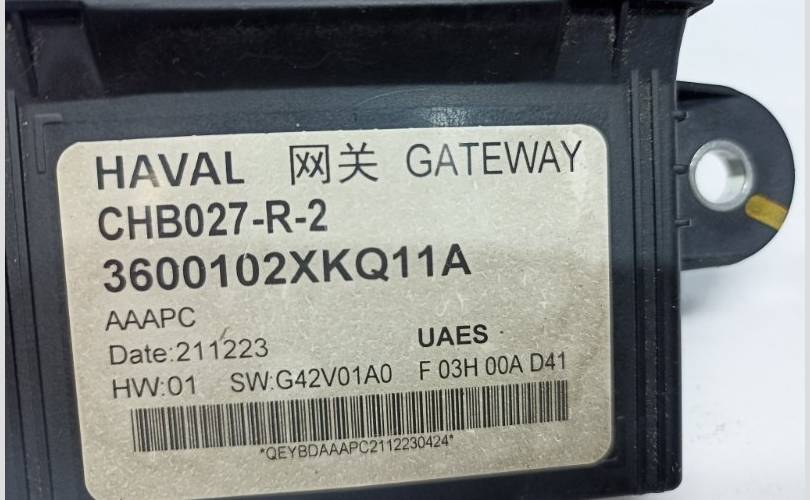 HAVAL 网关 GATEWAY
CHB027-R-2
3600102XKQ11A
AAAPC
Date:211223
UAES
HW:01 SW:G42V01A0 F 03H 00A D41
*QEYBDAAAPC2112230424*